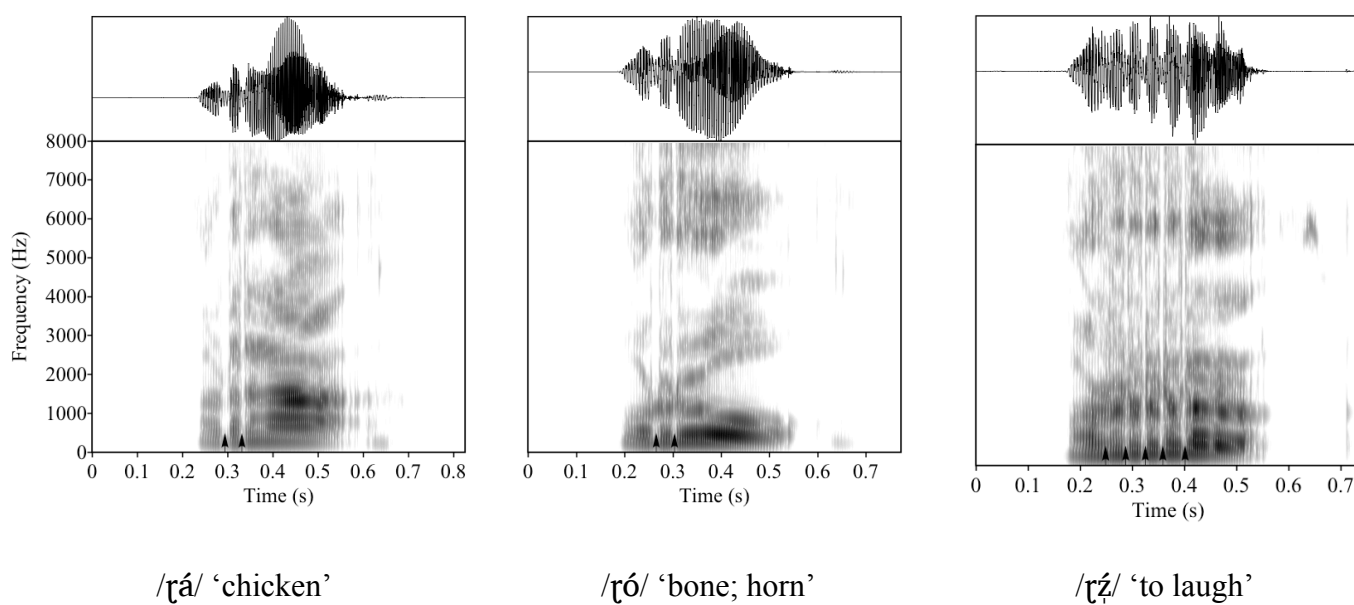 8000
7000
6000
5000
4000
3000
2000
1000
0
Frequency (Hz)
0 0.1 0.2 0.3 0.4 0.5 0.6 0.7 0.8
Time (s)
0 0.1 0.2 0.3 0.4 0.5 0.6 0.7
Time (s)
0 0.1 0.2 0.3 0.4 0.5 0.6 0.7
Time (s)
/ɽá/ ‘chicken’
/ɽó/ ‘bone; horn’
/ɽź̩/ ‘to laugh’